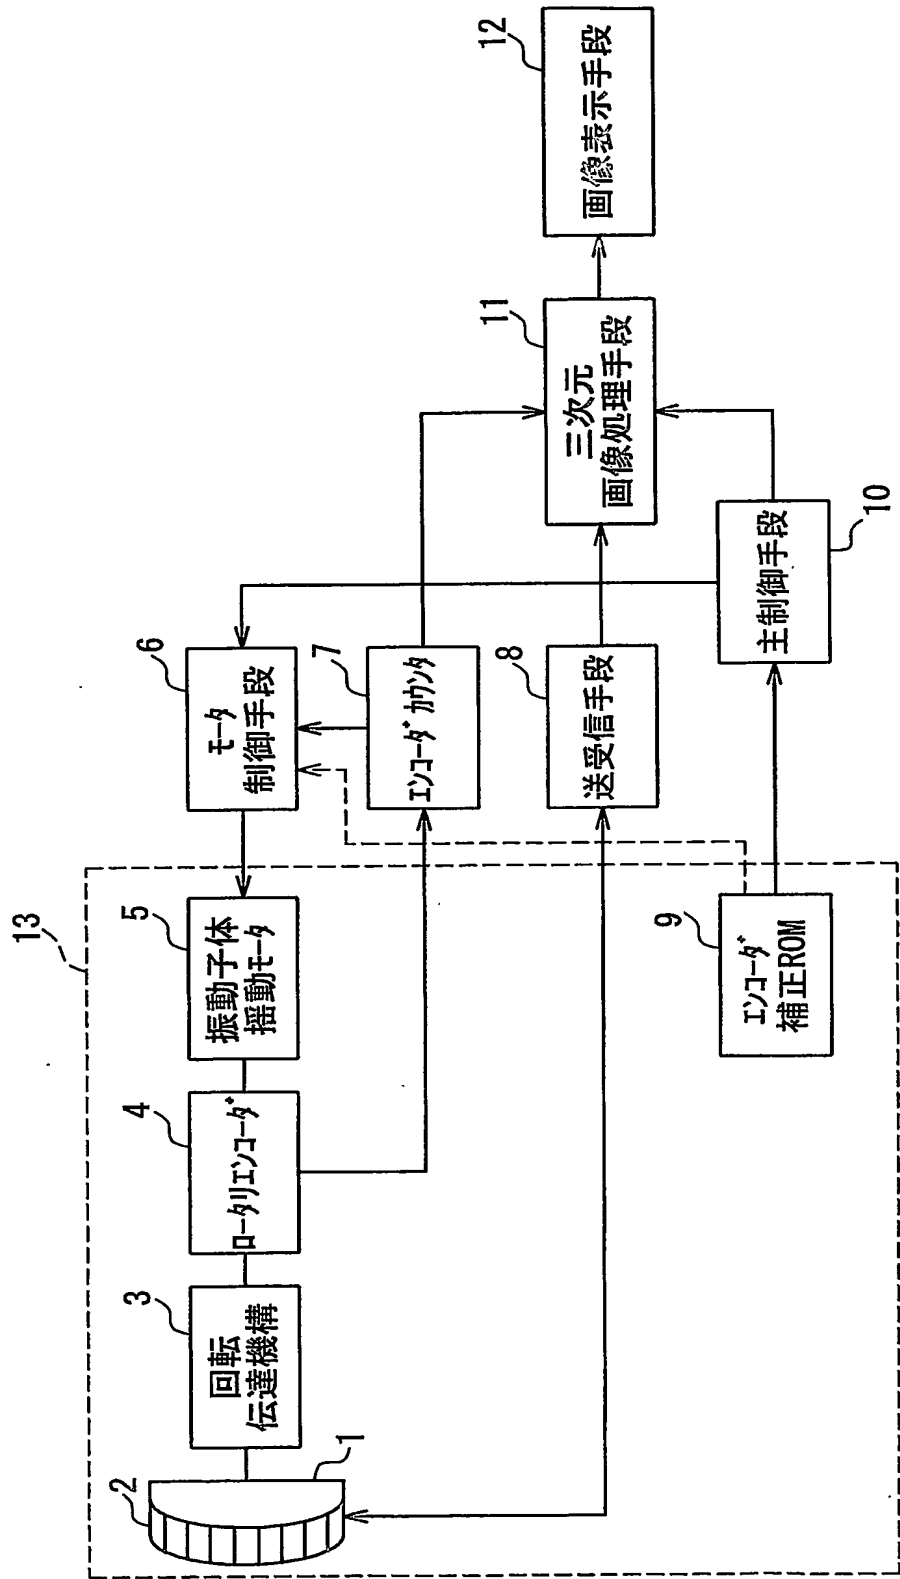 13
2
1
3
回転
伝達機構
4
ロータリエンコーダ
5
振動子体
揺動モータ
6
モータ
制御手段
7
エンコーダカウンタ
8
送受信手段
9
エンコーダ
補正ROM
10
主制御手段
11
三次元
画像処理手段
12
画像表示手段